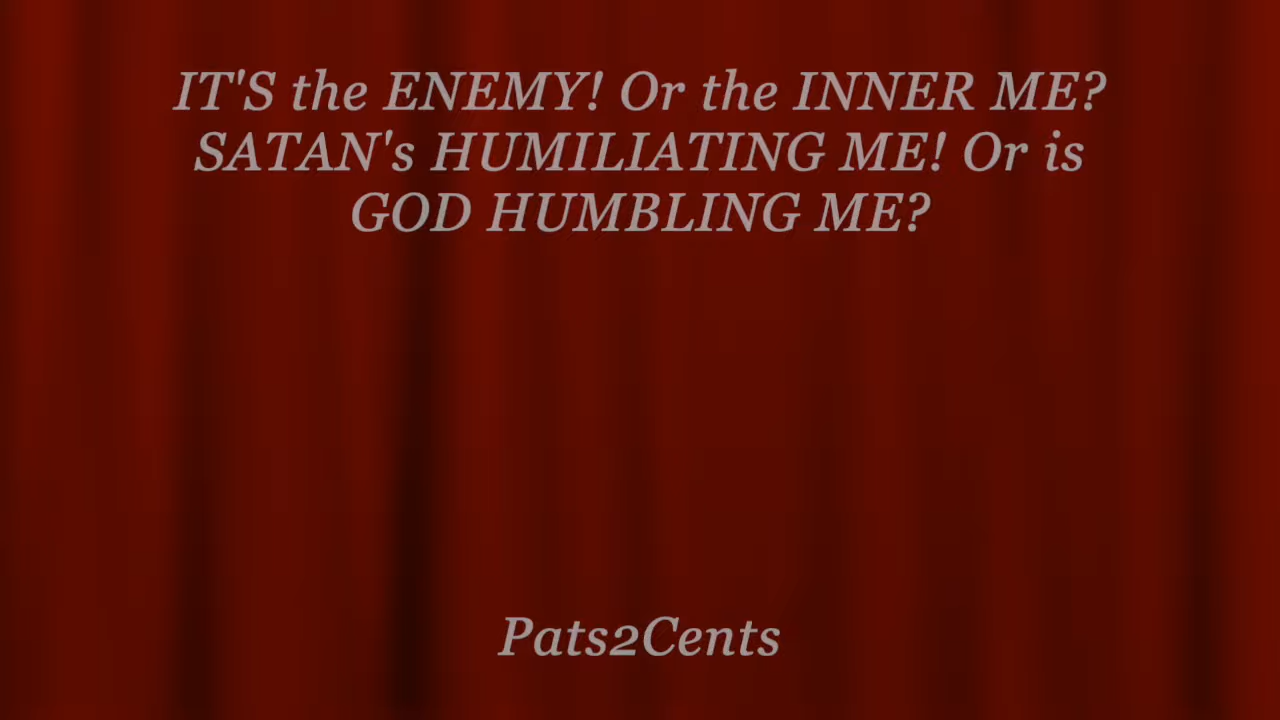 IT'S the ENEMY! Or the INNER ME?
SATAN's HUMILIATING ME! Or is
GOD HUMBLING ME?
Pats2Cents